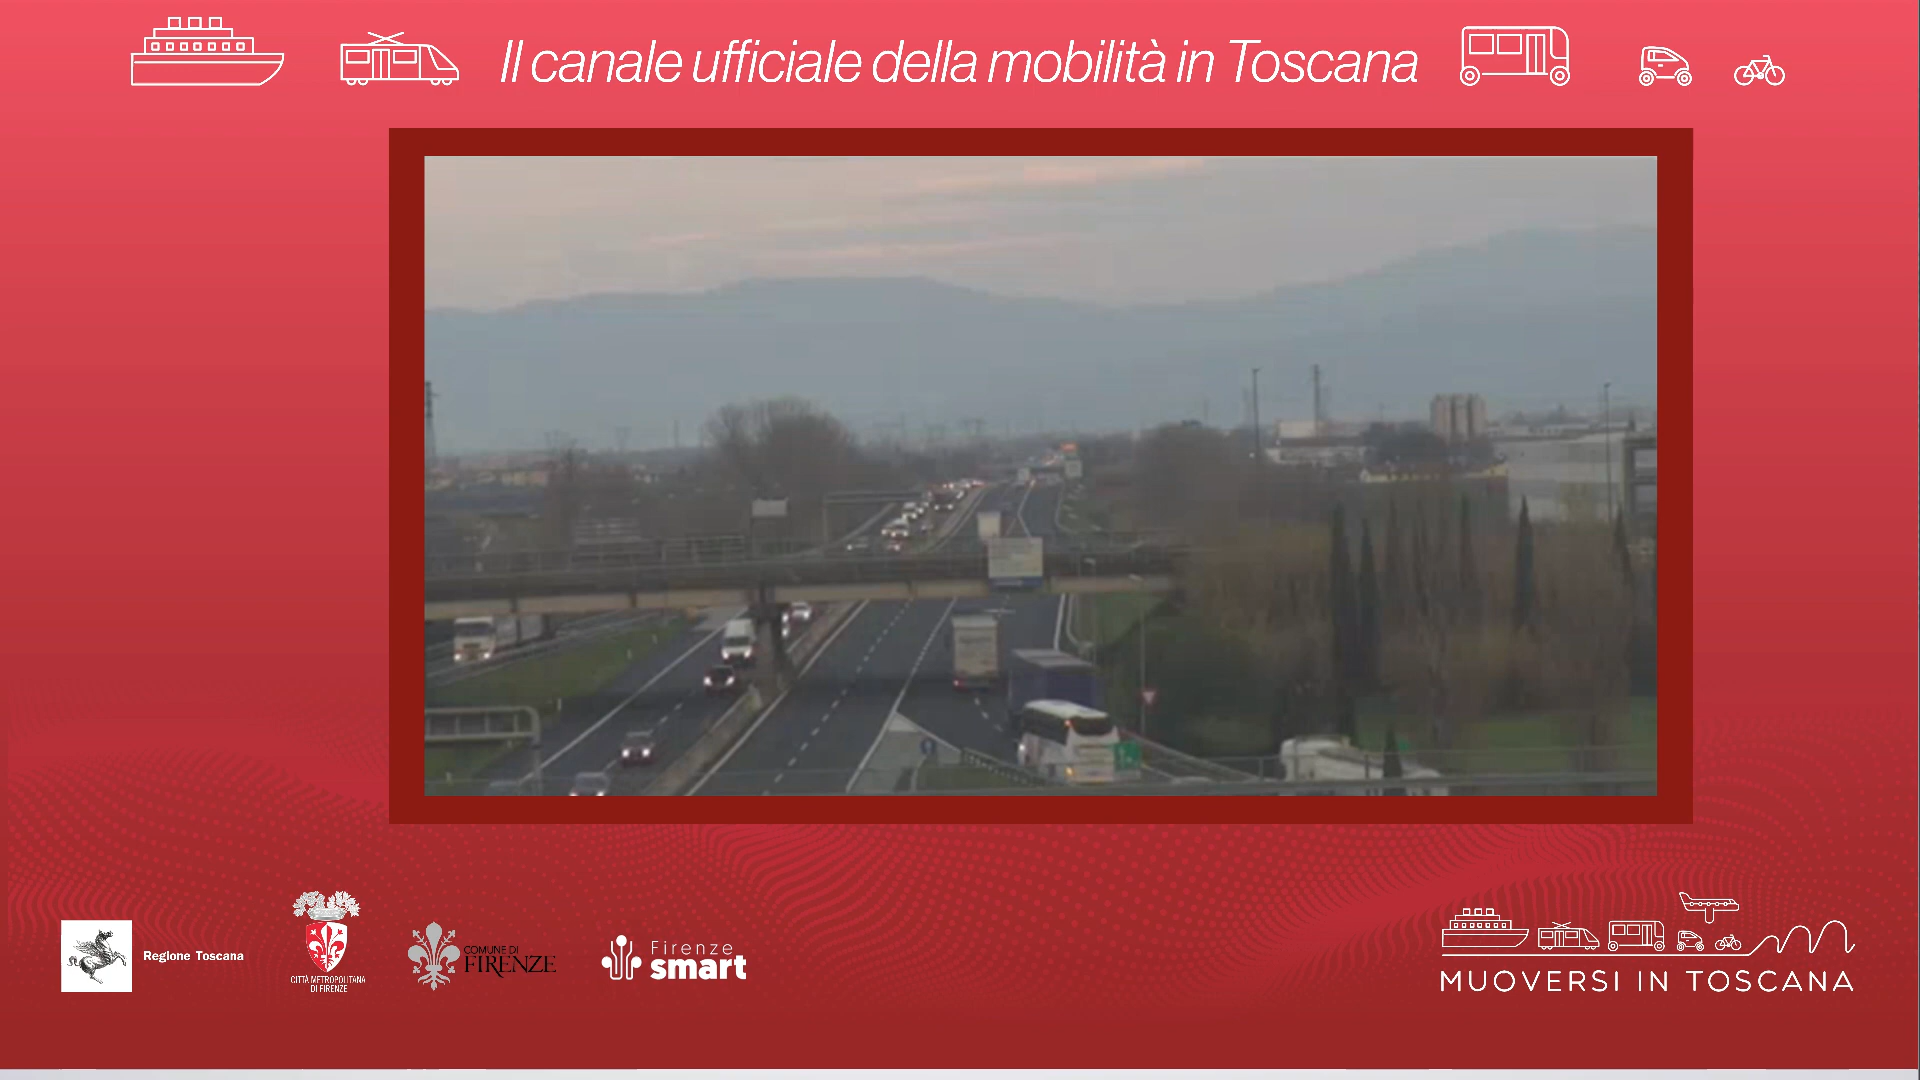 Il canale ufficiale della mobilità in Toscana
Regione Toscana
CITTÀ METROPOLITANA
DI FIRENZE
COMUNE DI
FIRENZE
Firenze
smart
MUOVERSI IN TOSCANA